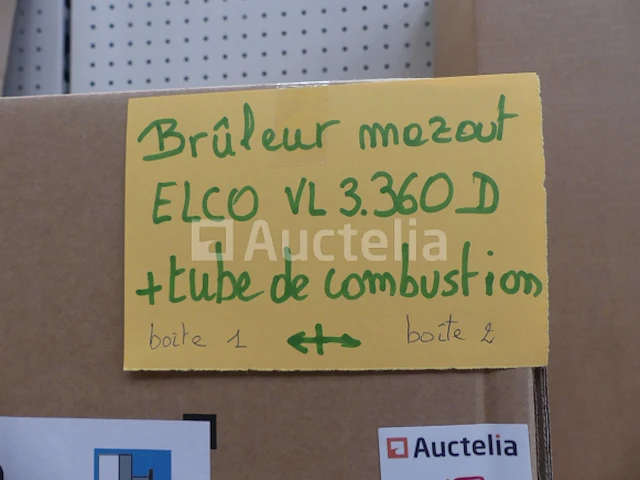 Brûleur mazout
ELCO VL 3.360 D
Auctelia
+ tube de combustion
boîte 1 ↔ boîte 2
Auctelia